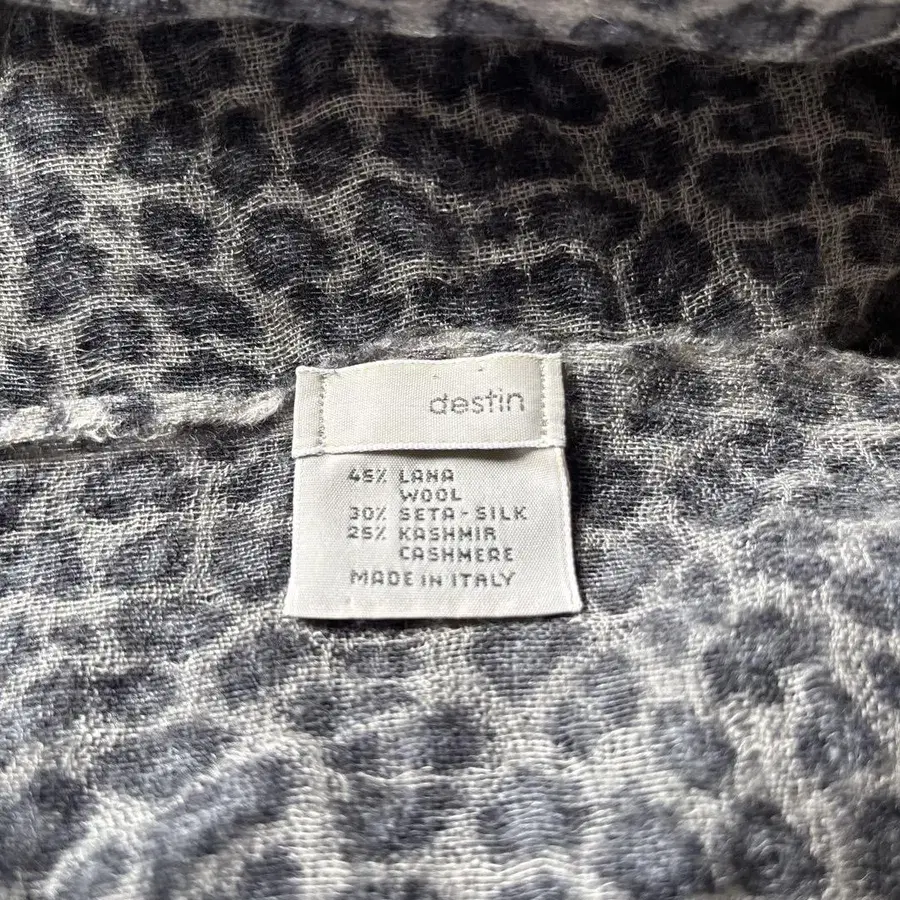 destin
45% LANA
WOOL
30% SETA-SILK
25% KASHMIR
CASHMERE
MADE IN ITALY